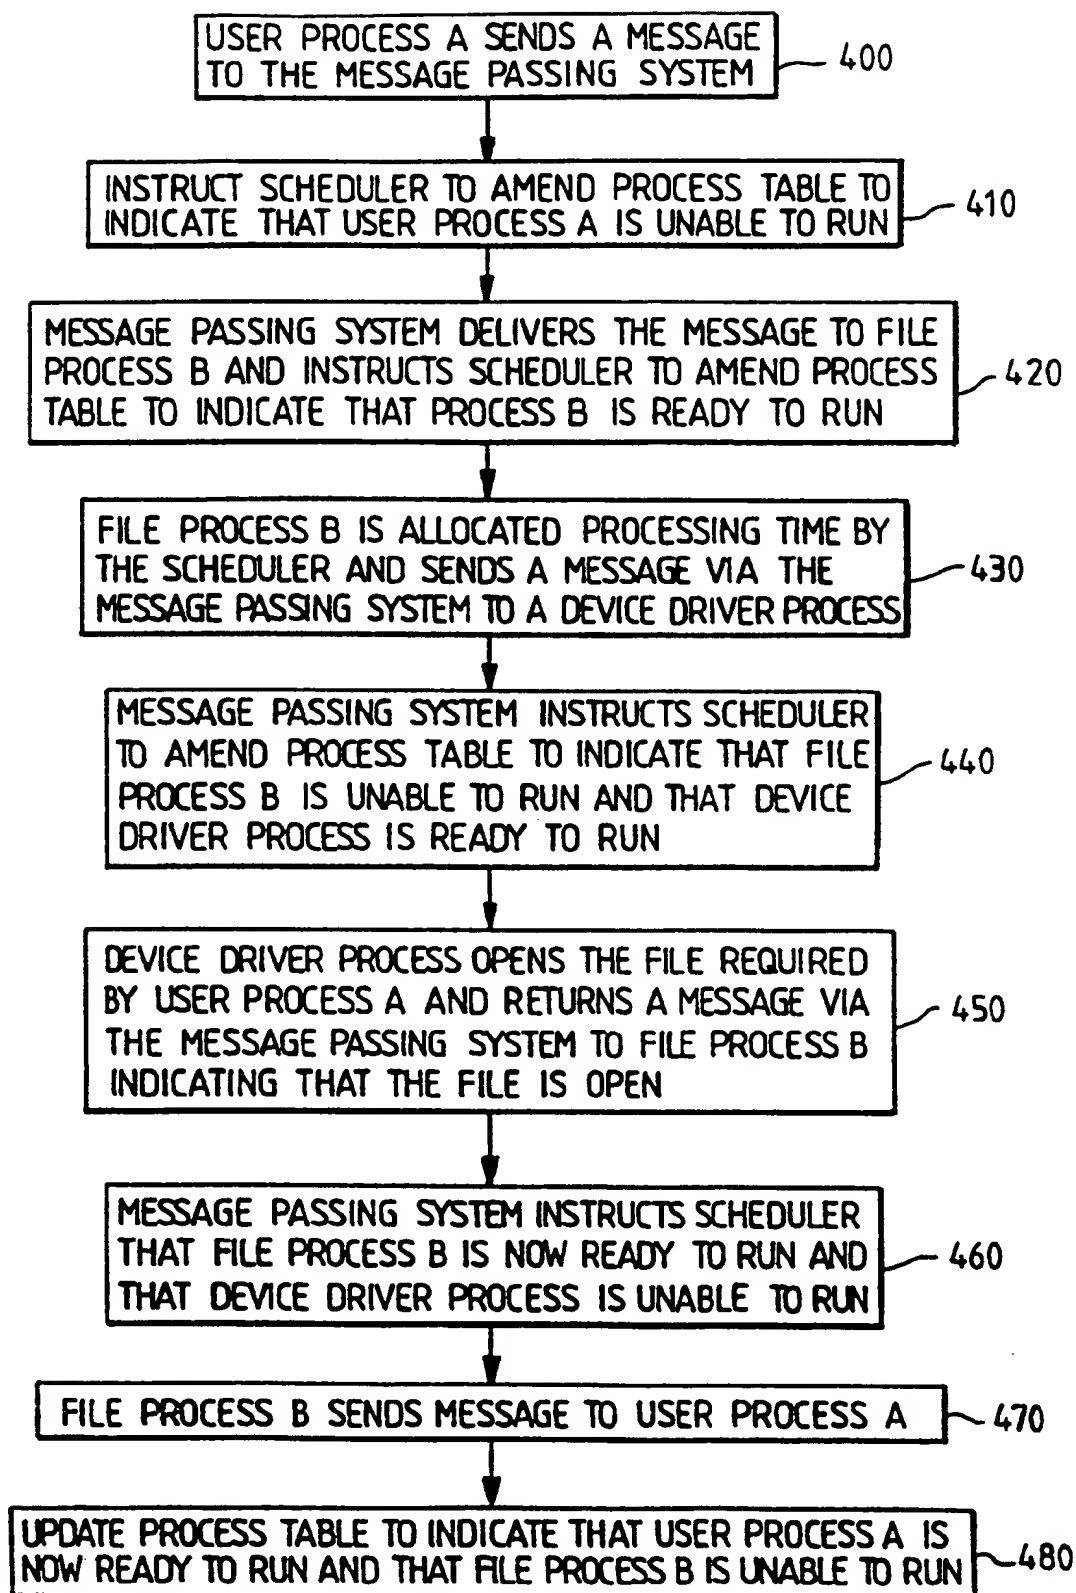 USER PROCESS A SENDS A MESSAGE
TO THE MESSAGE PASSING SYSTEM
400
INSTRUCT SCHEDULER TO AMEND PROCESS TABLE TO
INDICATE THAT USER PROCESS A IS UNABLE TO RUN
410
MESSAGE PASSING SYSTEM DELIVERS THE MESSAGE TO FILE
PROCESS B AND INSTRUCTS SCHEDULER TO AMEND PROCESS
TABLE TO INDICATE THAT PROCESS B IS READY TO RUN
420
FILE PROCESS B IS ALLOCATED PROCESSING TIME BY
THE SCHEDULER AND SENDS A MESSAGE VIA THE
MESSAGE PASSING SYSTEM TO A DEVICE DRIVER PROCESS
430
MESSAGE PASSING SYSTEM INSTRUCTS SCHEDULER
TO AMEND PROCESS TABLE TO INDICATE THAT FILE
PROCESS B IS UNABLE TO RUN AND THAT DEVICE
DRIVER PROCESS IS READY TO RUN
440
DEVICE DRIVER PROCESS OPENS THE FILE REQUIRED
BY USER PROCESS A AND RETURNS A MESSAGE VIA
THE MESSAGE PASSING SYSTEM TO FILE PROCESS B
INDICATING THAT THE FILE IS OPEN
450
MESSAGE PASSING SYSTEM INSTRUCTS SCHEDULER
THAT FILE PROCESS B IS NOW READY TO RUN AND
THAT DEVICE DRIVER PROCESS IS UNABLE TO RUN
460
FILE PROCESS B SENDS MESSAGE TO USER PROCESS A
470
UPDATE PROCESS TABLE TO INDICATE THAT USER PROCESS A IS
NOW READY TO RUN AND THAT FILE PROCESS B IS UNABLE TO RUN
480